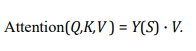 Attention(Q,K,V) = Y(S) · V.